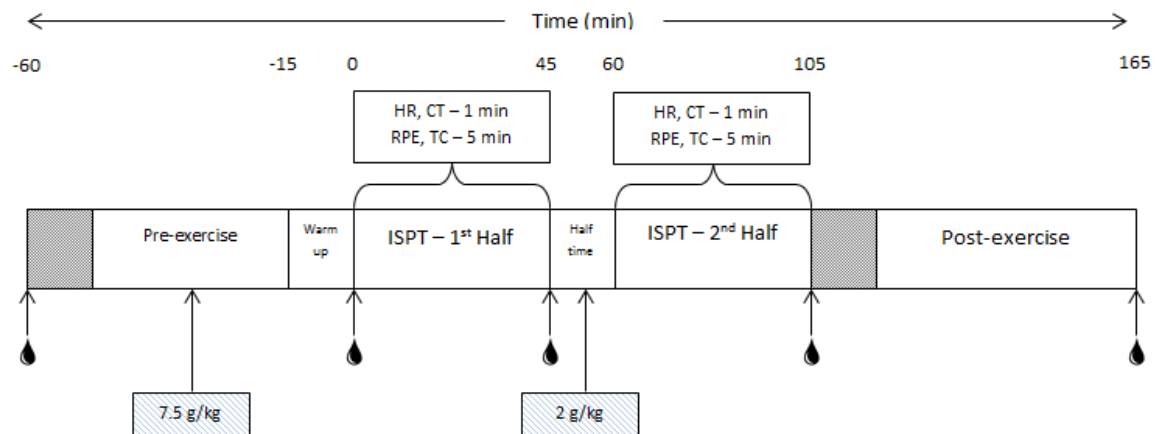 Time (min)
-60 -15 0 45 60 105 165
HR, CT – 1 min
RPE, TC – 5 min
HR, CT – 1 min
RPE, TC – 5 min
Pre-exercise
Warm
up
ISPT – 1st Half
Half
time
ISPT – 2nd Half
Post-exercise
7.5 g/kg
2 g/kg